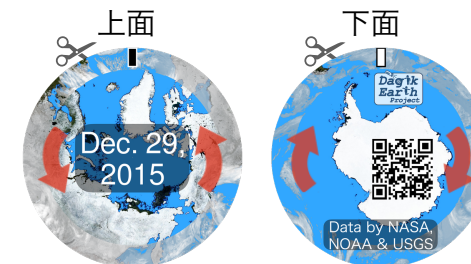 上面
下面
Dec. 29,
2015
Dagik
Earth
Project
Data by NASA,
NOAA & USGS